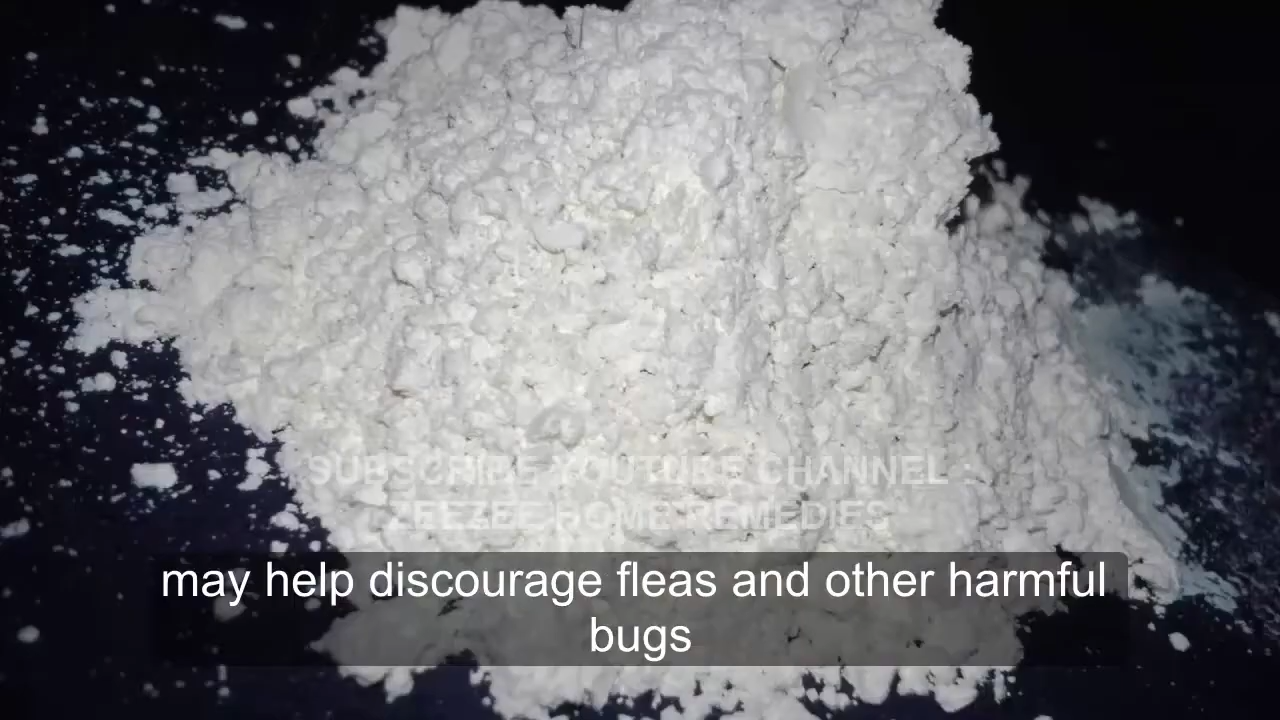 SUBSCRIBE YOUTUBE CHANNEL :
ZEEZEE HOME REMEDIES
may help discourage fleas and other harmful
bugs